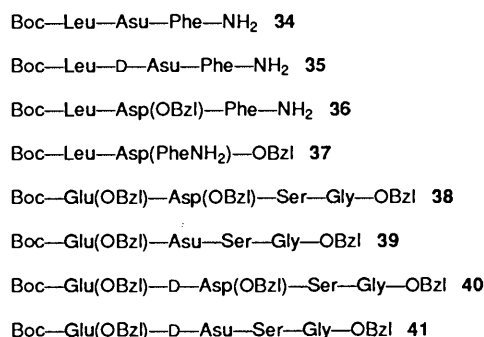 Boc—Leu—Asu—Phe—NH₂ 34
Boc—Leu—D—Asu—Phe—NH₂ 35
Boc—Leu—Asp(OBzl)—Phe—NH₂ 36
Boc—Leu—Asp(PheNH₂)—OBzl 37
Boc—Glu(OBzl)—Asp(OBzl)—Ser—Gly—OBzl 38
Boc—Glu(OBzl)—Asu—Ser—Gly—OBzl 39
Boc—Glu(OBzl)—D—Asp(OBzl)—Ser—Gly—OBzl 40
Boc—Glu(OBzl)—D—Asu—Ser—Gly—OBzl 41